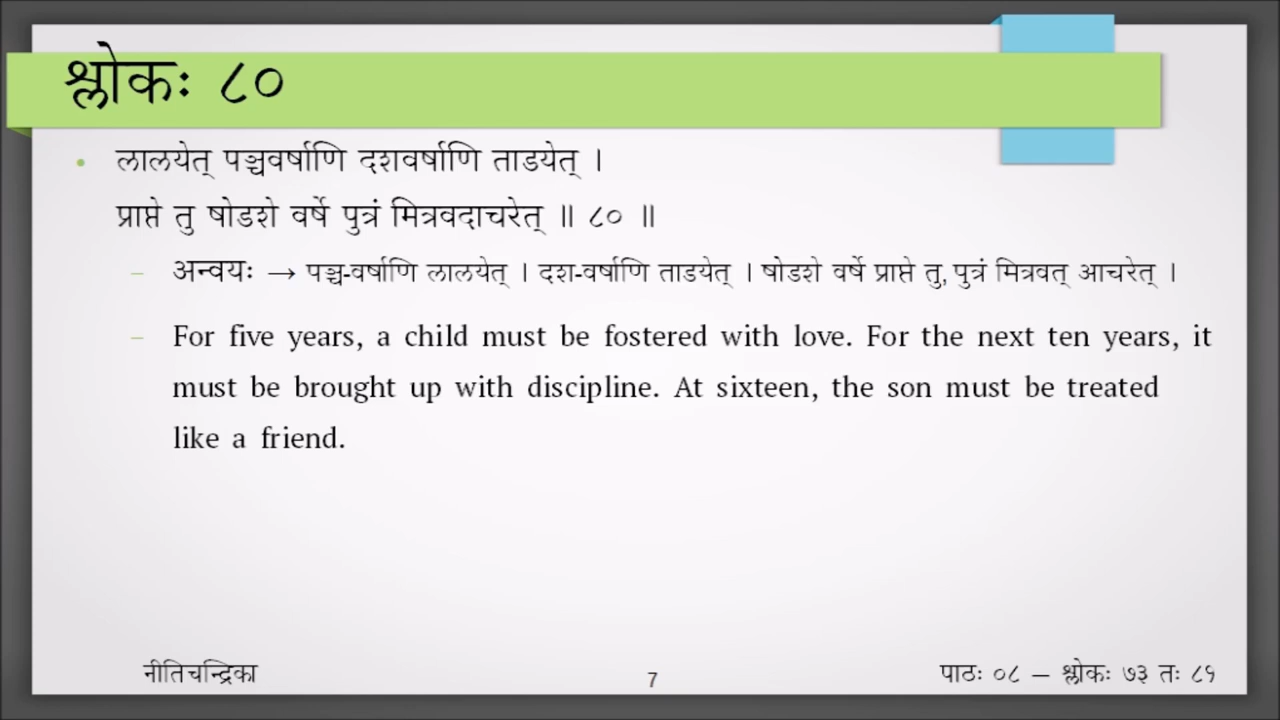 श्लोकः ८०
• लालयेत् पञ्चवर्षाणि दशवर्षाणि ताडयेत् ।
प्राप्ते तु षोडशे वर्षे पुत्रं मित्रवदाचरेत् ॥ ८० ॥
– अन्वयः → पञ्च-वर्षाणि लालयेत् । दश-वर्षाणि ताडयेत् । षोडशे वर्षे प्राप्ते तु, पुत्रं मित्रवत् आचरेत् ।
– For five years, a child must be fostered with love. For the next ten years, it
must be brought up with discipline. At sixteen, the son must be treated
like a friend.
नीतिचन्द्रिका 7 पाठः ०८ – श्लोकः ७३ तः ८१